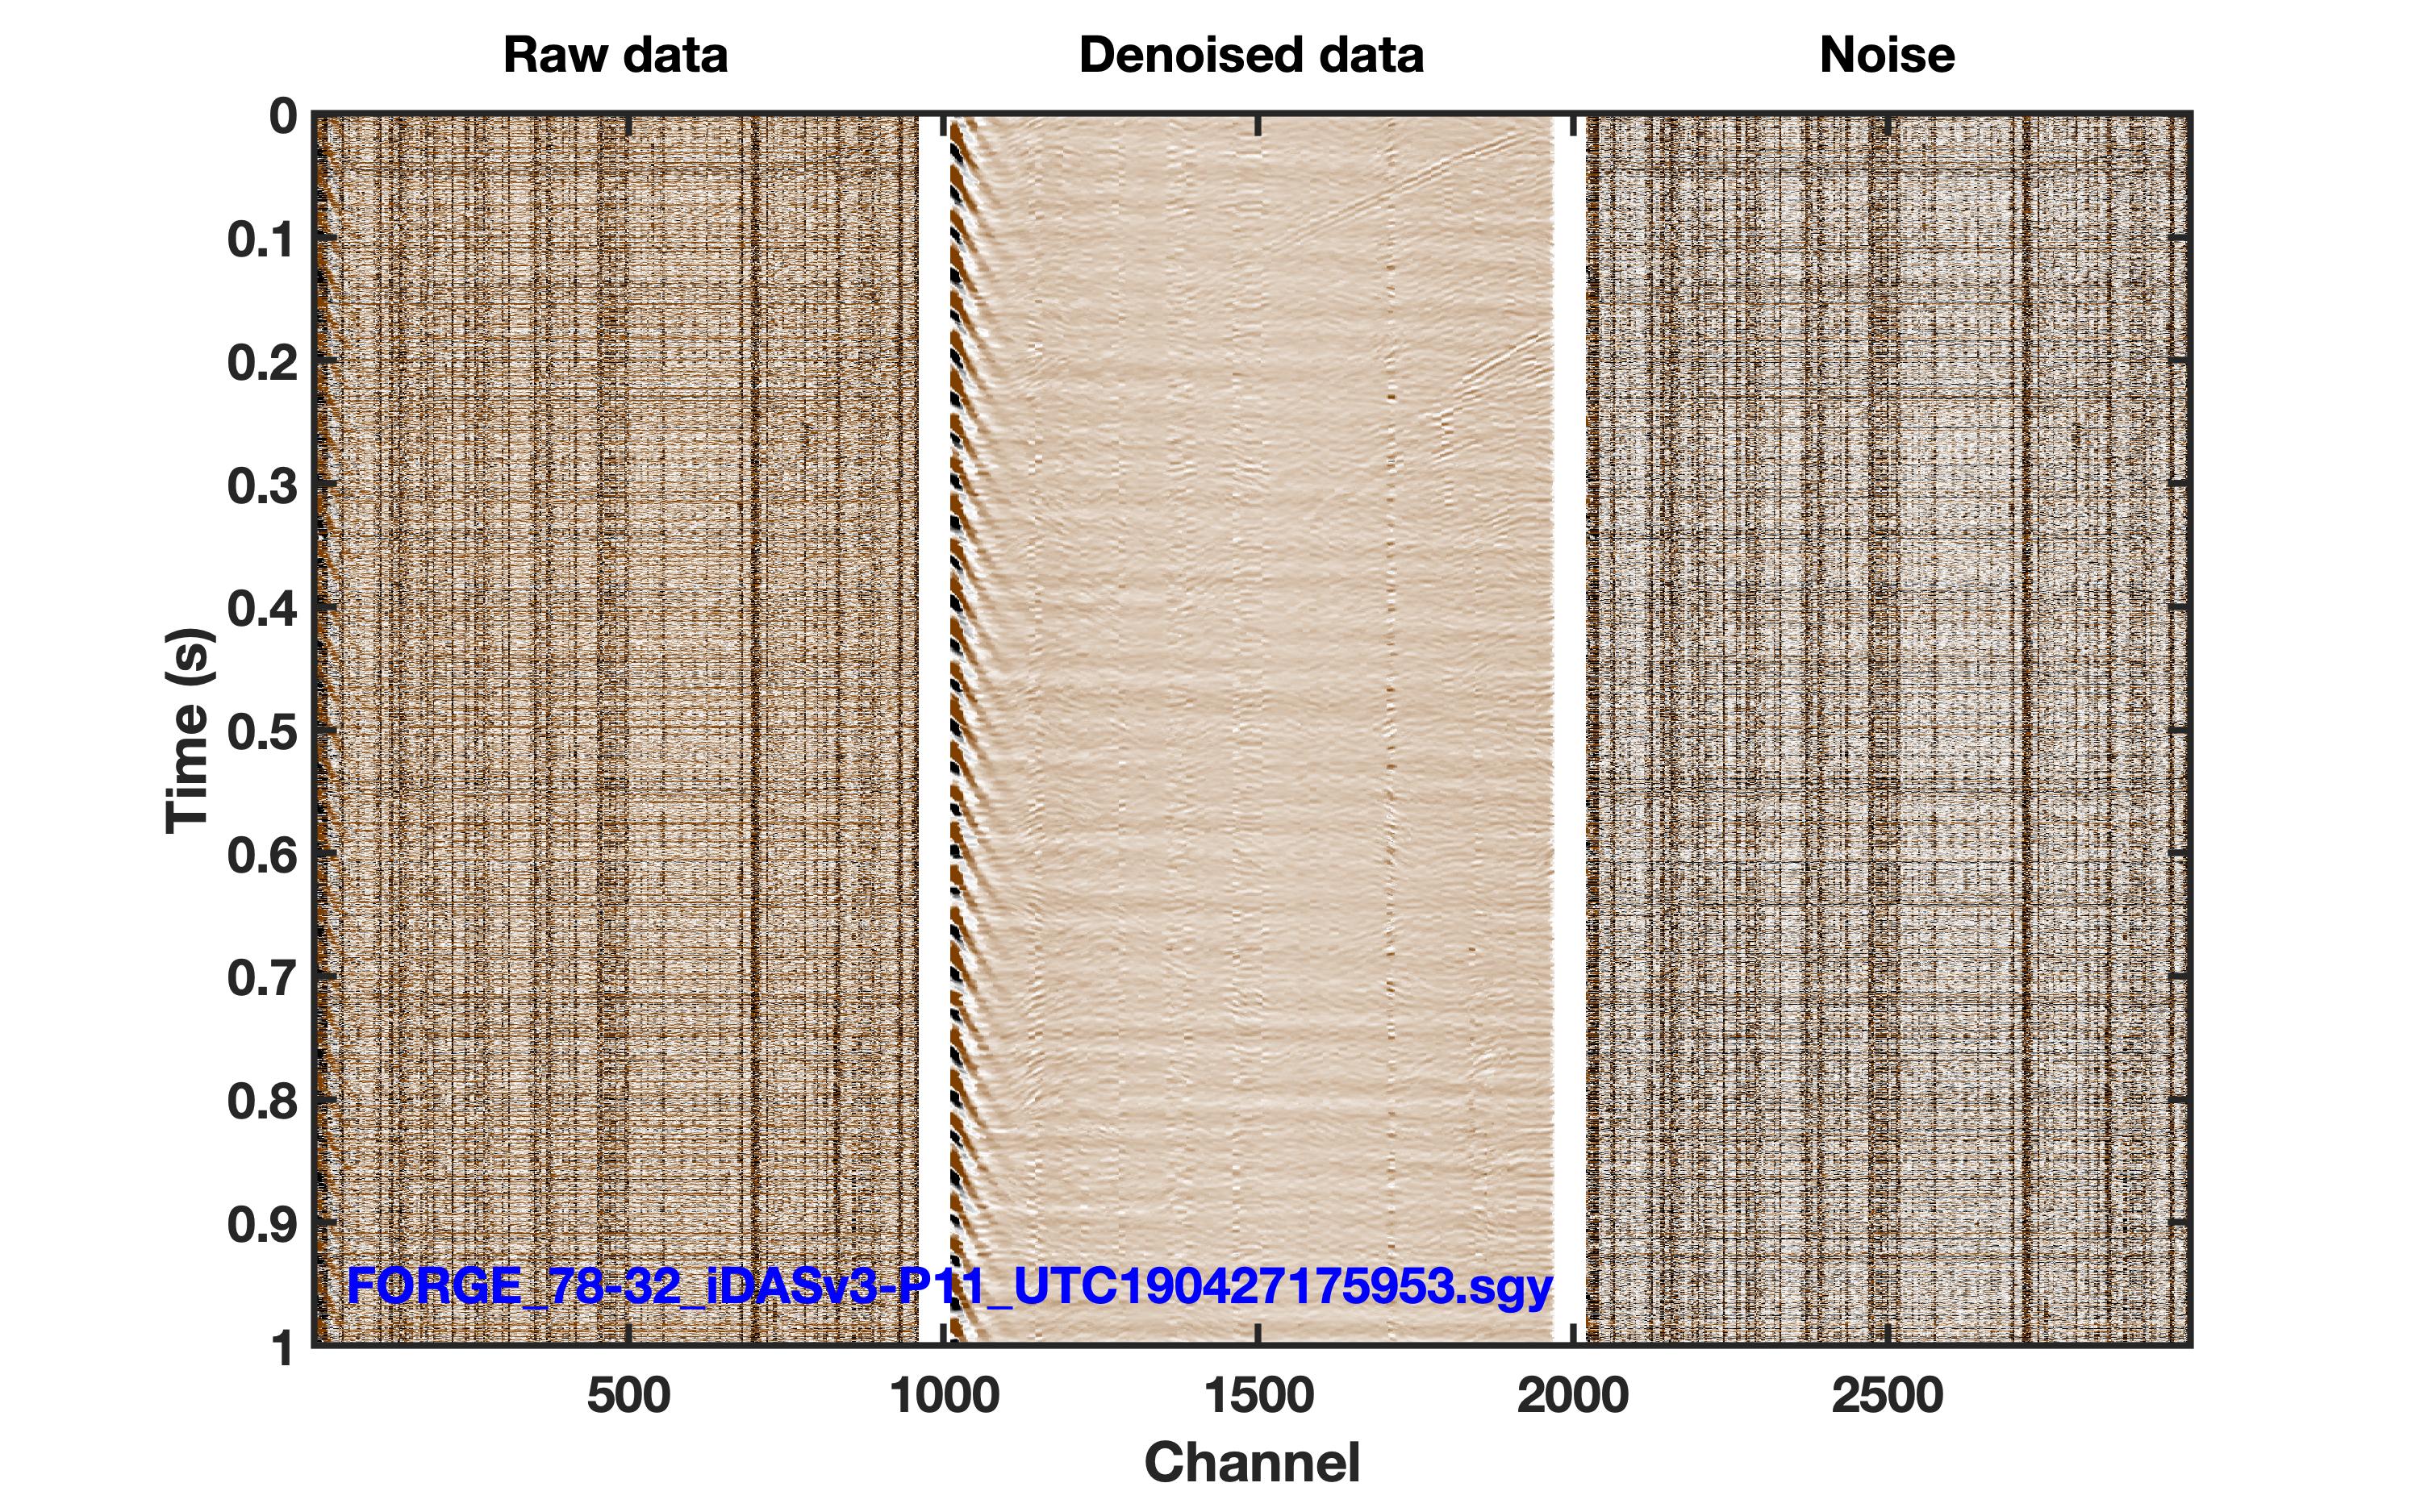 Raw data Denoised data Noise
0
0.1
0.2
0.3
0.4
0.5
0.6
0.7
0.8
0.9
1
Time (s)
FORGE_78-32_iDASv3-P11_UTC190427175953.sgy
500 1000 1500 2000 2500
Channel